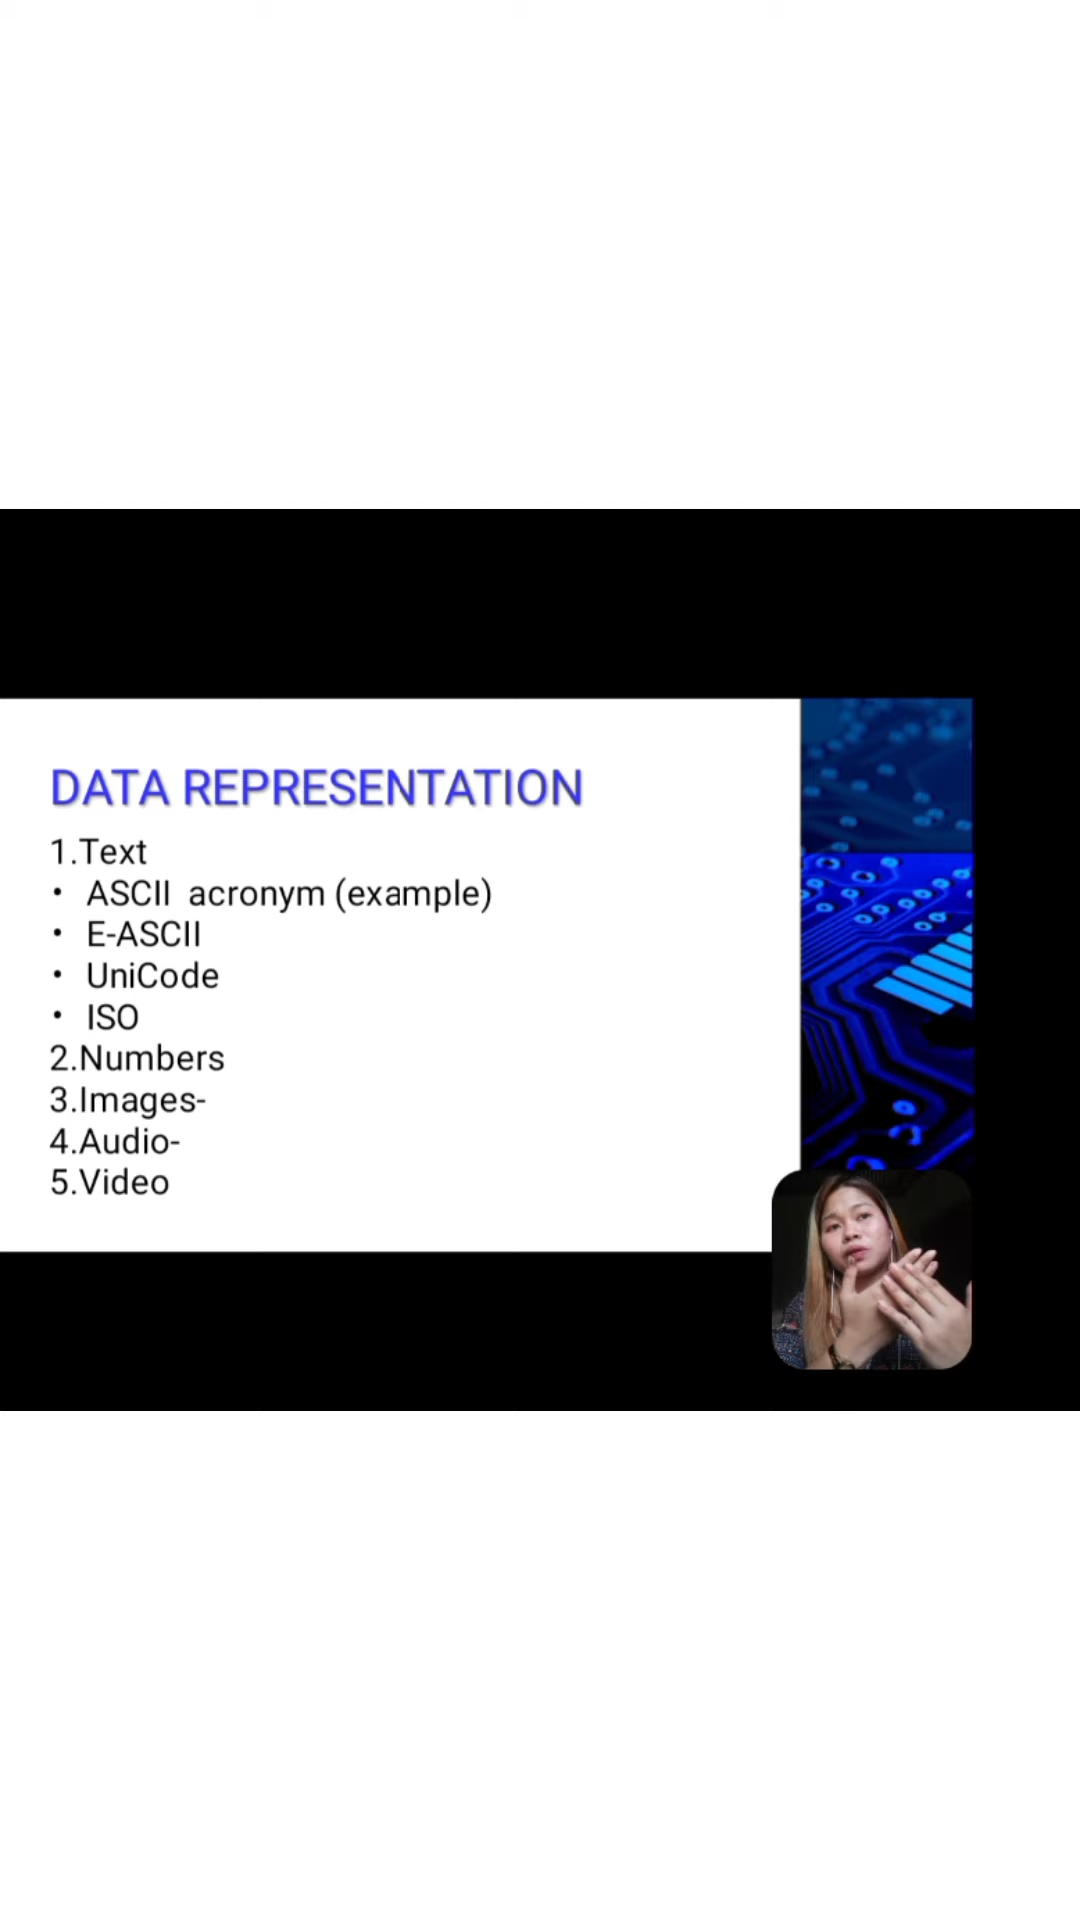 DATA REPRESENTATION
1.Text
• ASCII acronym (example)
• E-ASCII
• UniCode
• ISO
2.Numbers
3.Images-
4.Audio-
5.Video